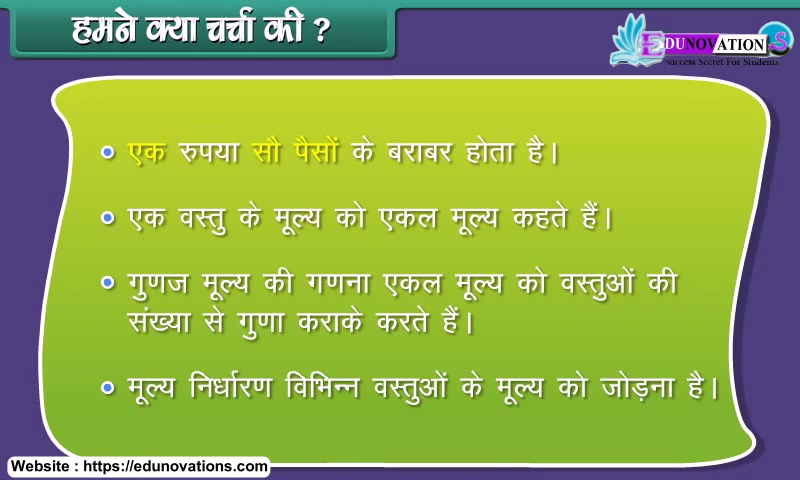 हमने क्या चर्चा की ?
EDUNOVATIONS
Success Secret For Students
एक रुपया सौ पैसों के बराबर होता है।
एक वस्तु के मूल्य को एकल मूल्य कहते हैं।
गुणज मूल्य की गणना एकल मूल्य को वस्तुओं की
संख्या से गुणा कराके करते हैं।
मूल्य निर्धारण विभिन्न वस्तुओं के मूल्य को जोड़ना है।
Website : https://edunovations.com